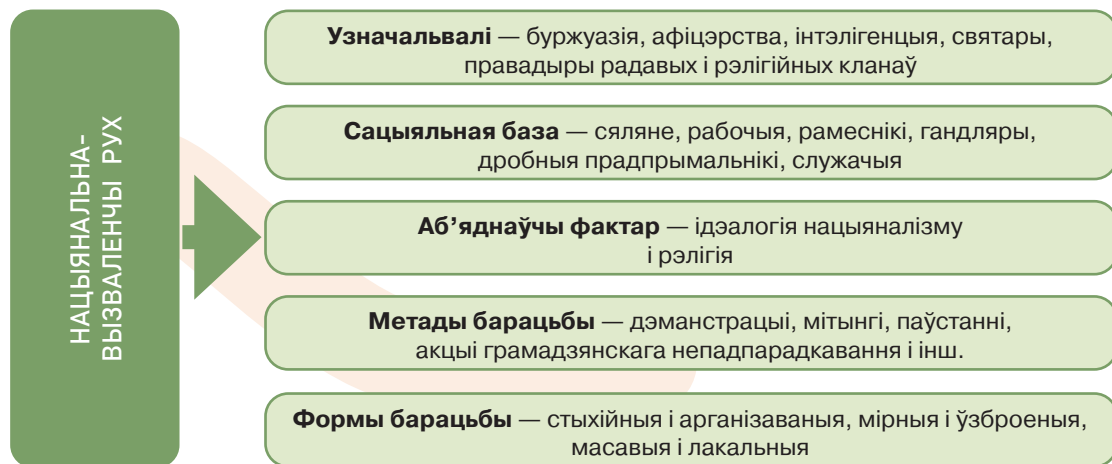 НАЦЫЯНАЛЬНА-
ВЫЗВАЛЕНЧЫ РУХ
Узначальвалі — буржуазія, афіцэрства, інтэлігенцыя, святары,
правадыры радавых і рэлігійных кланаў
Сацыяльная база — сяляне, рабочыя, рамеснікі, гандляры,
дробныя прадпрымальнікі, служачыя
Аб’яднаўчы фактар — ідэалогія нацыяналізму
і рэлігія
Метады барацьбы — дэманстрацыі, мітынгі, паўстанні,
акцыі грамадзянскага непадпарадкавання і інш.
Формы барацьбы — стыхійныя і арганізаваныя, мірныя і ўзброеныя,
масавыя і лакальныя